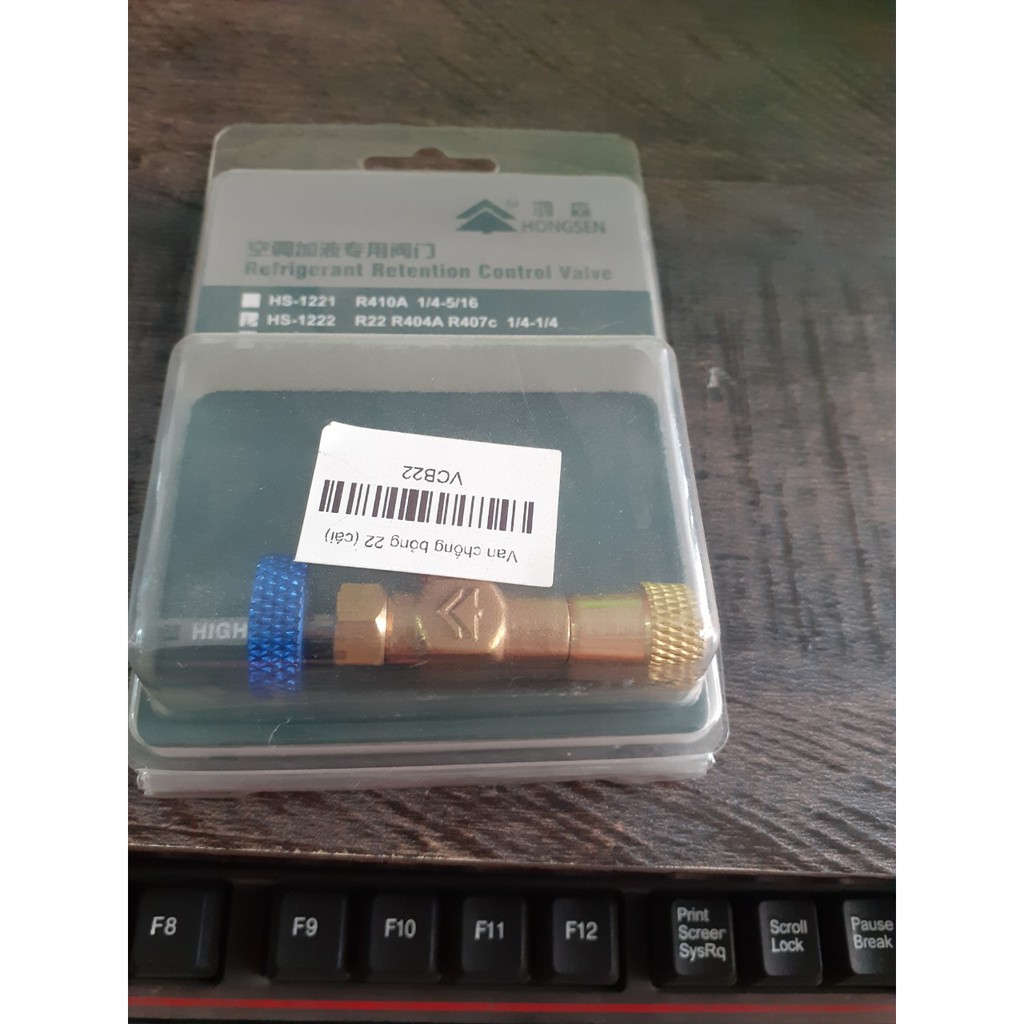 鸿森
HONGSEN
空调加液专用阀门
Refrigerant Retention Control Valve
HS-1221 R410A 1/4-5/16
HS-1222 R22 R404A R407c 1/4-1/4
Van chống bỏng 22 (cái)
VCB22
HIGH
F8
F9
F10
F11
F12
Print
Screen
SysRq
Scroll
Lock
Pause
Break